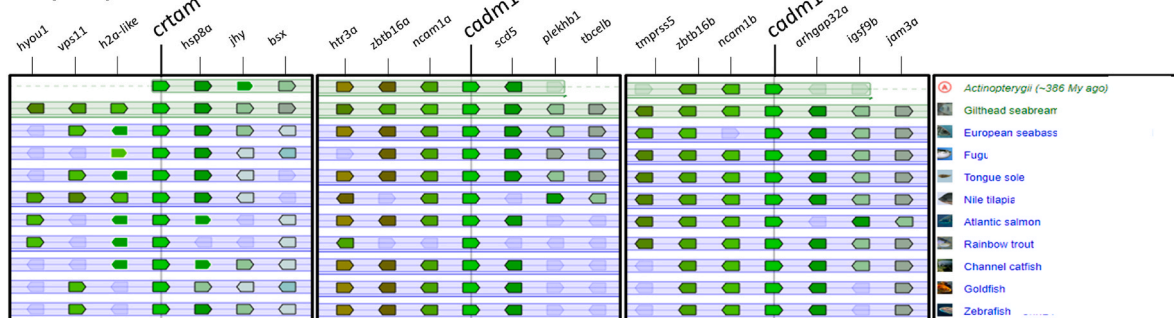 hyou1 vps11 h2a-like crtam hsp8a jhy bsx htr3a zbtb16a ncam1a cadm1 scd5 plekhb1 tbcelb tmprss5 zbtb16b ncam1b cadm1 arhgap32a igsf9b jam3a
Actinopterygii (~386 My ago)
Gilthead seabream
European seabass
Fugu
Tongue sole
Nile tilapia
Atlantic salmon
Rainbow trout
Channel catfish
Goldfish
Zebrafish